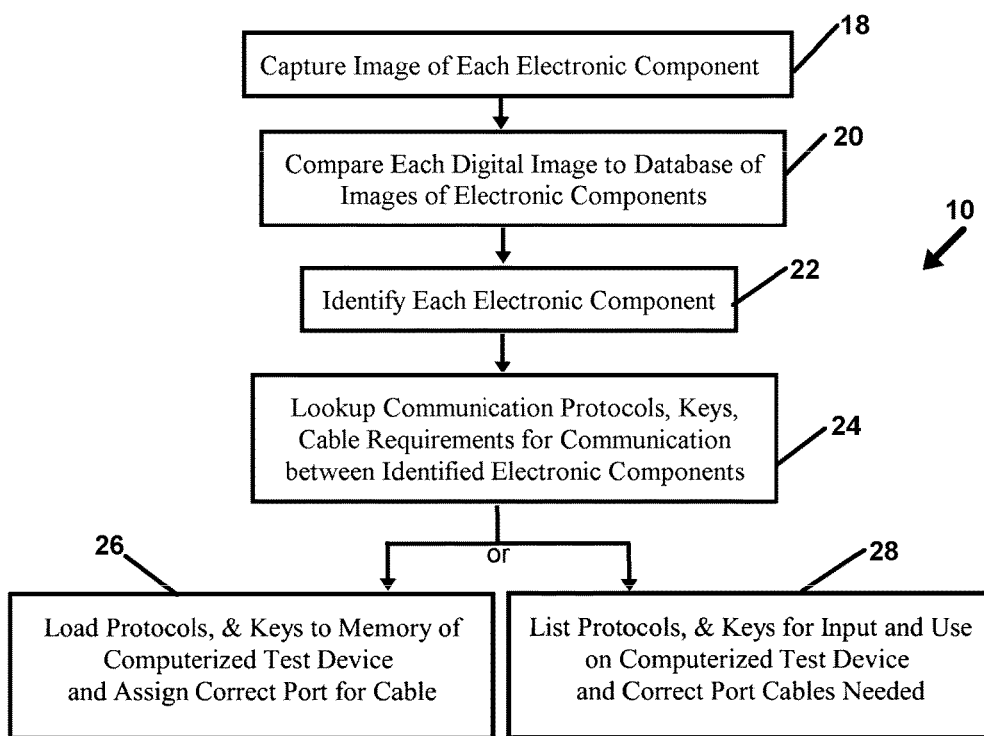 18
Capture Image of Each Electronic Component
20
Compare Each Digital Image to Database of
Images of Electronic Components
10
22
Identify Each Electronic Component
Lookup Communication Protocols, Keys,
Cable Requirements for Communication
between Identified Electronic Components
24
or
26
28
Load Protocols, & Keys to Memory of
Computerized Test Device
and Assign Correct Port for Cable
List Protocols, & Keys for Input and Use
on Computerized Test Device
and Correct Port Cables Needed